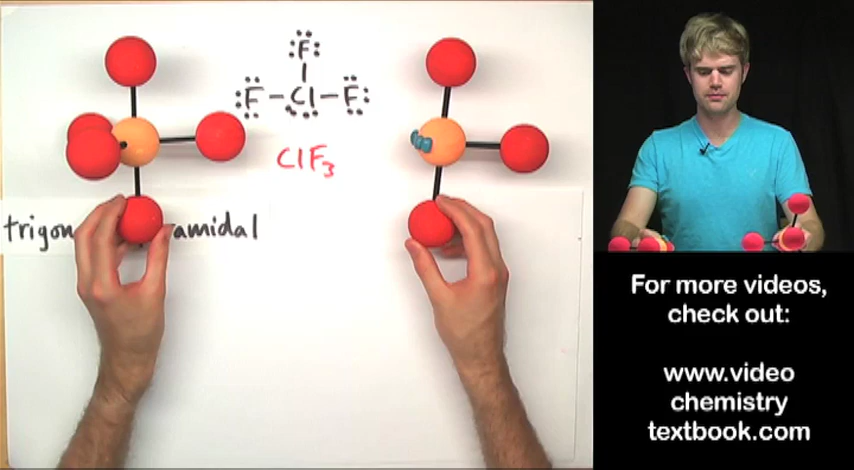 F
F - Cl - F
ClF3
trigon amidal
For more videos,
check out:
www.video
chemistry
textbook.com